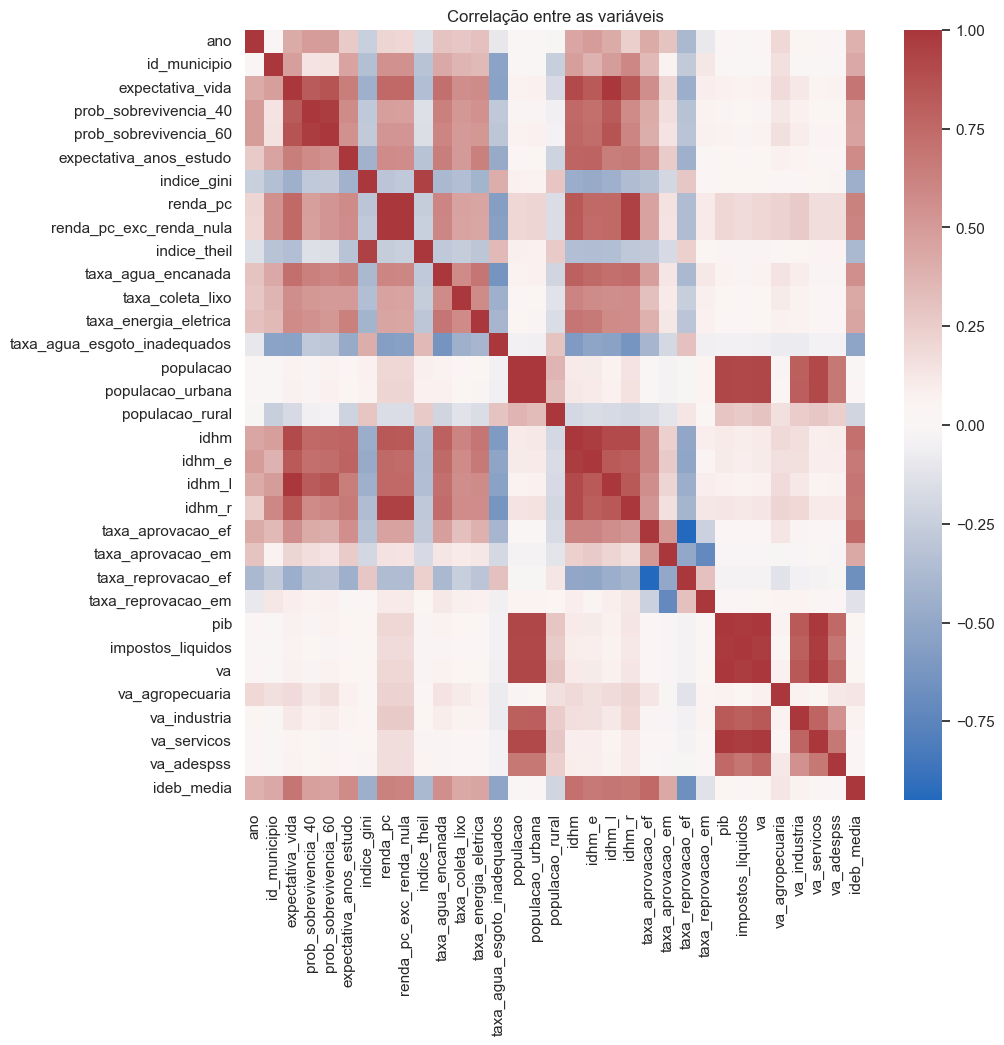 Correlação entre as variáveis
ano
id_municipio
expectativa_vida
prob_sobrevivencia_40
prob_sobrevivencia_60
expectativa_anos_estudo
indice_gini
renda_pc
renda_pc_exc_renda_nula
indice_theil
taxa_agua_encanada
taxa_coleta_lixo
taxa_energia_eletrica
taxa_agua_esgoto_inadequados
populacao
populacao_urbana
populacao_rural
idhm
idhm_e
idhm_l
idhm_r
taxa_aprovacao_ef
taxa_aprovacao_em
taxa_reprovacao_ef
taxa_reprovacao_em
pib
impostos_liquidos
va
va_agropecuaria
va_industria
va_servicos
va_adespss
ideb_media
ano
id_municipio
expectativa_vida
prob_sobrevivencia_40
prob_sobrevivencia_60
expectativa_anos_estudo
indice_gini
renda_pc
renda_pc_exc_renda_nula
indice_theil
taxa_agua_encanada
taxa_coleta_lixo
taxa_energia_eletrica
taxa_agua_esgoto_inadequados
populacao
populacao_urbana
populacao_rural
idhm
idhm_e
idhm_l
idhm_r
taxa_aprovacao_ef
taxa_aprovacao_em
taxa_reprovacao_ef
taxa_reprovacao_em
pib
impostos_liquidos
va
va_agropecuaria
va_industria
va_servicos
va_adespss
ideb_media
1.00
0.75
0.50
0.25
0.00
−0.25
−0.50
−0.75